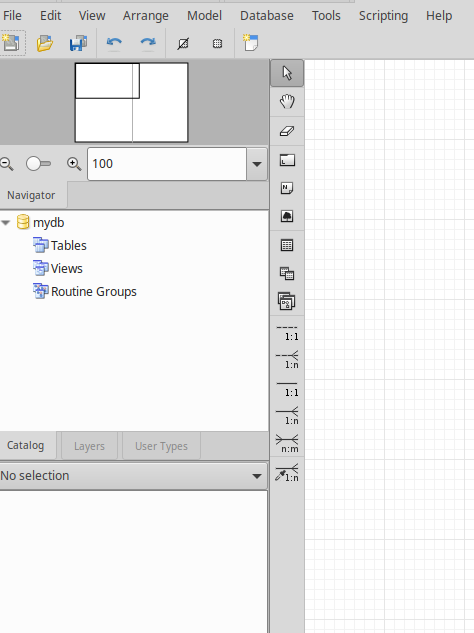 File Edit View Arrange Model Database Tools Scripting Help
100
Navigator
mydb
Tables
Views
Routine Groups
1:1
1:n
1:1
1:n
n:m
1:n
Catalog Layers User Types
No selection